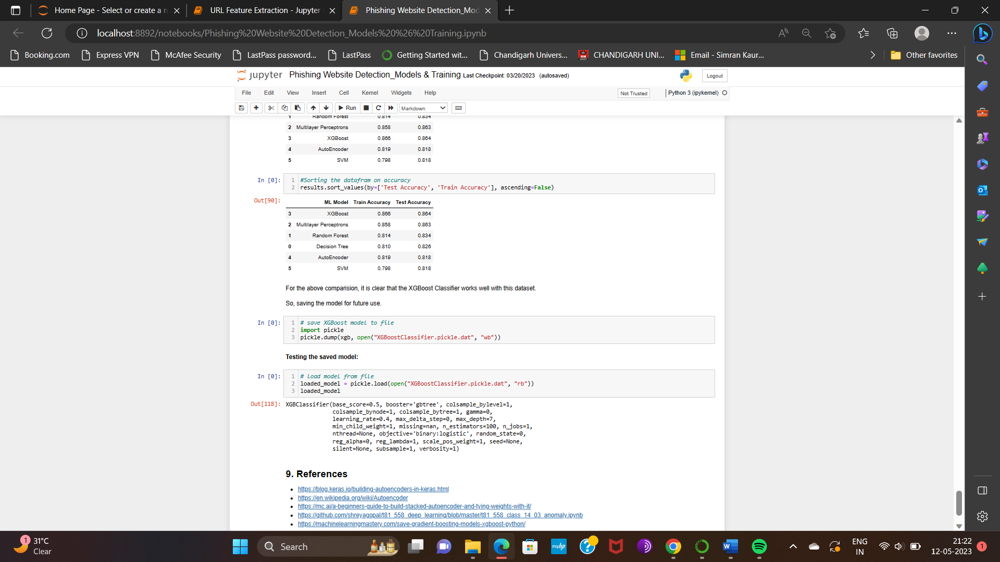 Home Page - Select or create a n
URL Feature Extraction - Jupyter
Phishing Website Detection_Mod
localhost:8892/notebooks/Phishing%20Website%20Detection_Models%20%26%20Training.ipynb
Booking.com
Express VPN
McAfee Security
LastPass password...
LastPass
Getting Started wit...
Chandigarh Univers...
CHANDIGARH UNI...
Email - Simran Kaur...
Other favorites
jupyter Phishing Website Detection_Models & Training Last Checkpoint: 03/20/2023 (autosaved)
Logout
File Edit View Insert Cell Kernel Widgets Help
Not Trusted
Python 3 (ipykernel)
Run
Markdown
1 Random Forest 0.814 0.834
2 Multilayer Perceptrons 0.858 0.863
3 XGBoost 0.866 0.864
4 AutoEncoder 0.819 0.818
5 SVM 0.798 0.818
In [0]:
1 #Sorting the datafram on accuracy
2 results.sort_values(by=['Test Accuracy', 'Train Accuracy'], ascending=False)
Out[90]:
ML Model Train Accuracy Test Accuracy
3 XGBoost 0.866 0.864
2 Multilayer Perceptrons 0.858 0.863
1 Random Forest 0.814 0.834
0 Decision Tree 0.810 0.826
4 AutoEncoder 0.819 0.818
5 SVM 0.798 0.818
For the above comparision, it is clear that the XGBoost Classifier works well with this dataset.
So, saving the model for future use.
In [0]:
1 # save XGBoost model to file
2 import pickle
3 pickle.dump(xgb, open("XGBoostClassifier.pickle.dat", "wb"))
Testing the saved model:
In [0]:
1 # load model from file
2 loaded_model = pickle.load(open("XGBoostClassifier.pickle.dat", "rb"))
3 loaded_model
Out[118]: XGBClassifier(base_score=0.5, booster='gbtree', colsample_bylevel=1,
colsample_bynode=1, colsample_bytree=1, gamma=0,
learning_rate=0.4, max_delta_step=0, max_depth=7,
min_child_weight=1, missing=nan, n_estimators=100, n_jobs=1,
nthread=None, objective='binary:logistic', random_state=0,
reg_alpha=0, reg_lambda=1, scale_pos_weight=1, seed=None,
silent=None, subsample=1, verbosity=1)
9. References
https://blog.keras.io/building-autoencoders-in-keras.html
https://en.wikipedia.org/wiki/Autoencoder
https://mc.ai/a-beginners-guide-to-build-stacked-autoencoder-and-tying-weights-with-it/
https://github.com/shreyagopal/t81_558_deep_learning/blob/master/t81_558_class_14_03_anomaly.ipynb
https://machinelearningmastery.com/save-gradient-boosting-models-xgboost-python/
1
31°C
Clear
Search
myhp
ENG
IN
21:22
12-05-2023
1